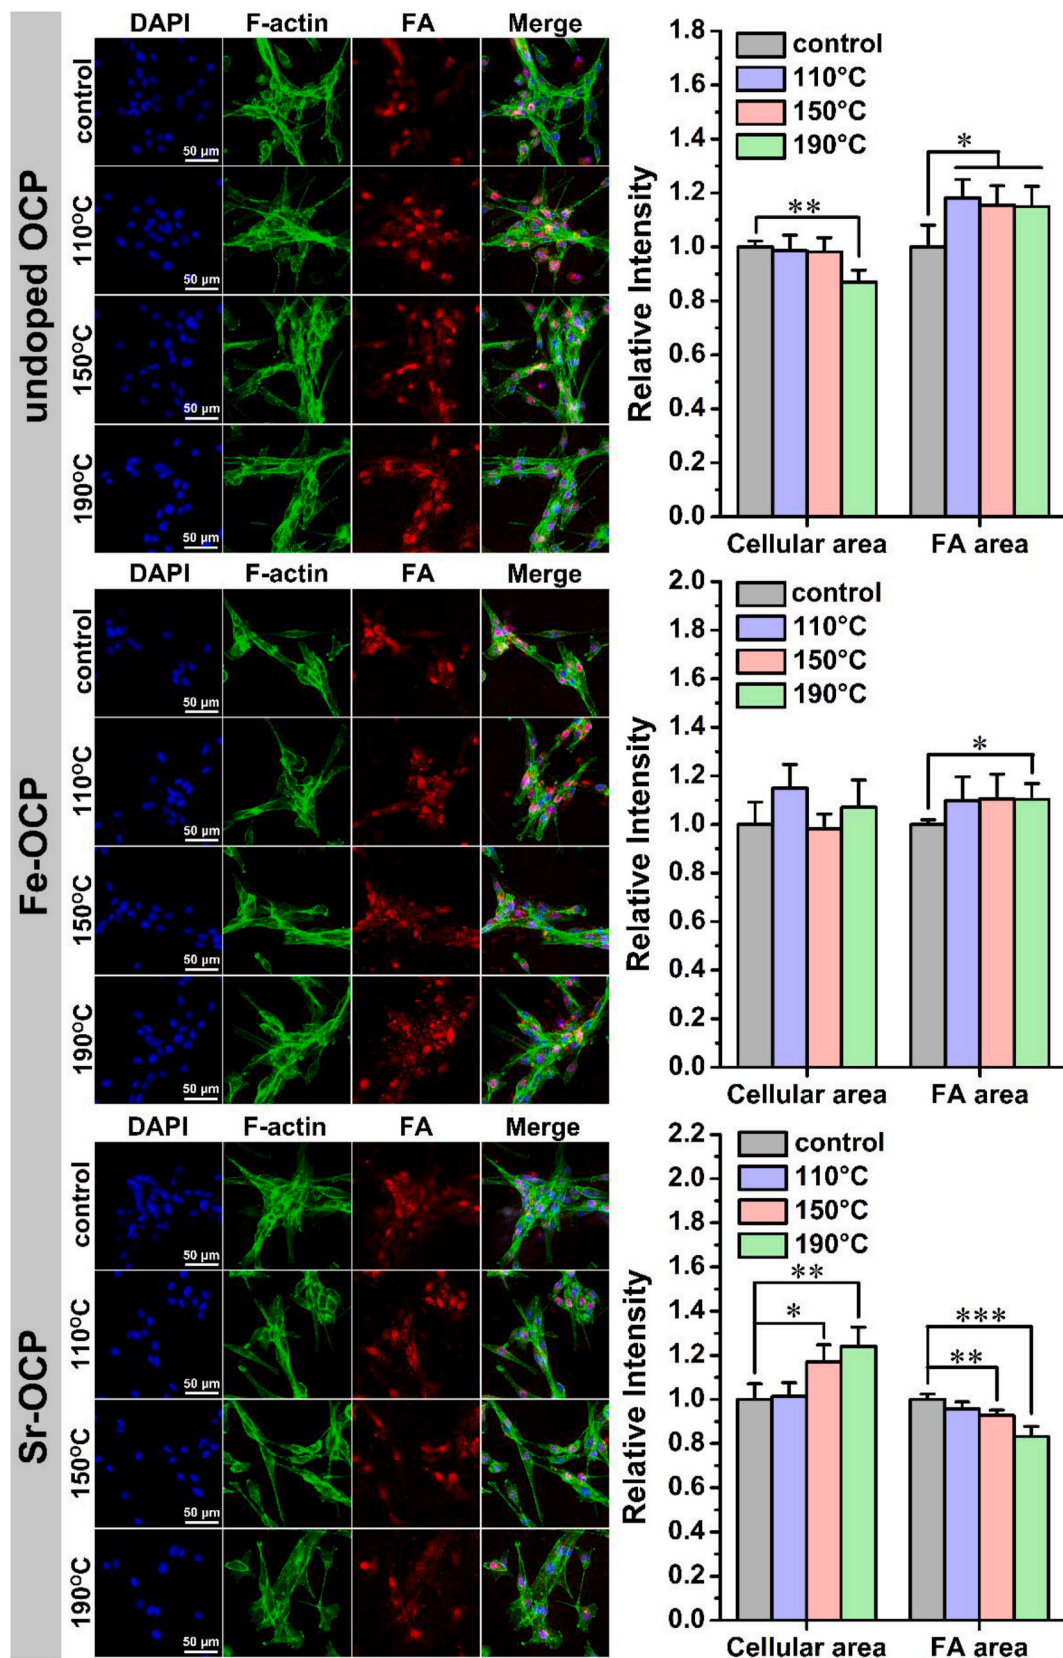 undoped OCP
DAPI F-actin FA Merge
control
50 µm
110°C
50 µm
150°C
50 µm
190°C
50 µm
Relative Intensity
1.8
1.6
1.4
1.2
1.0
0.8
0.6
0.4
0.2
0.0
control
110°C
150°C
190°C
**
*
Cellular area FA area
Fe-OCP
DAPI F-actin FA Merge
control
50 µm
110°C
50 µm
150°C
50 µm
190°C
50 µm
Relative Intensity
2.0
1.8
1.6
1.4
1.2
1.0
0.8
0.6
0.4
0.2
0.0
control
110°C
150°C
190°C
*
Cellular area FA area
Sr-OCP
DAPI F-actin FA Merge
control
50 µm
110°C
50 µm
150°C
50 µm
190°C
50 µm
Relative Intensity
2.2
2.0
1.8
1.6
1.4
1.2
1.0
0.8
0.6
0.4
0.2
0.0
control
110°C
150°C
190°C
**
*
***
**
Cellular area FA area